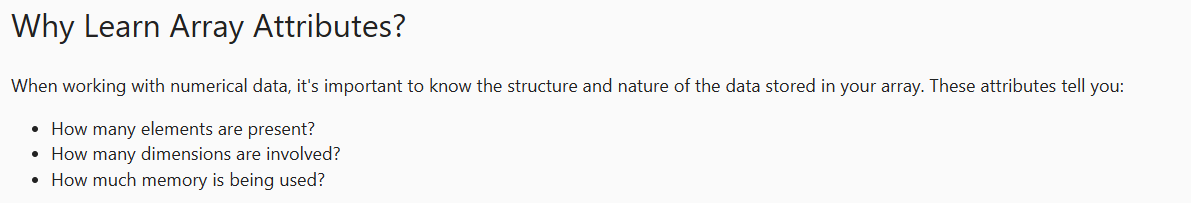 Why Learn Array Attributes?
When working with numerical data, it's important to know the structure and nature of the data stored in your array. These attributes tell you:
• How many elements are present?
• How many dimensions are involved?
• How much memory is being used?